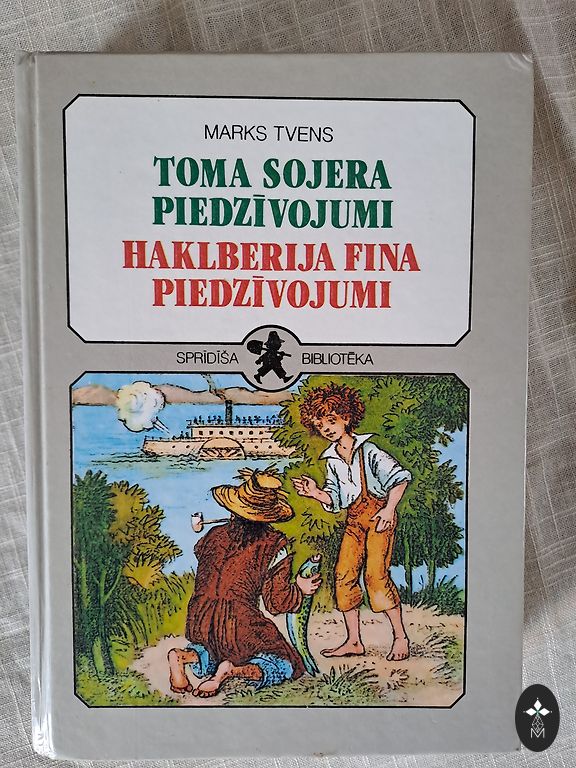 MARKS TVENS
TOMA SOJERA
PIEDZĪVOJUMI
HAKLBERIJA FINA
PIEDZĪVOJUMI
SPRĪDĪŠA BIBLIOTĒKA
M